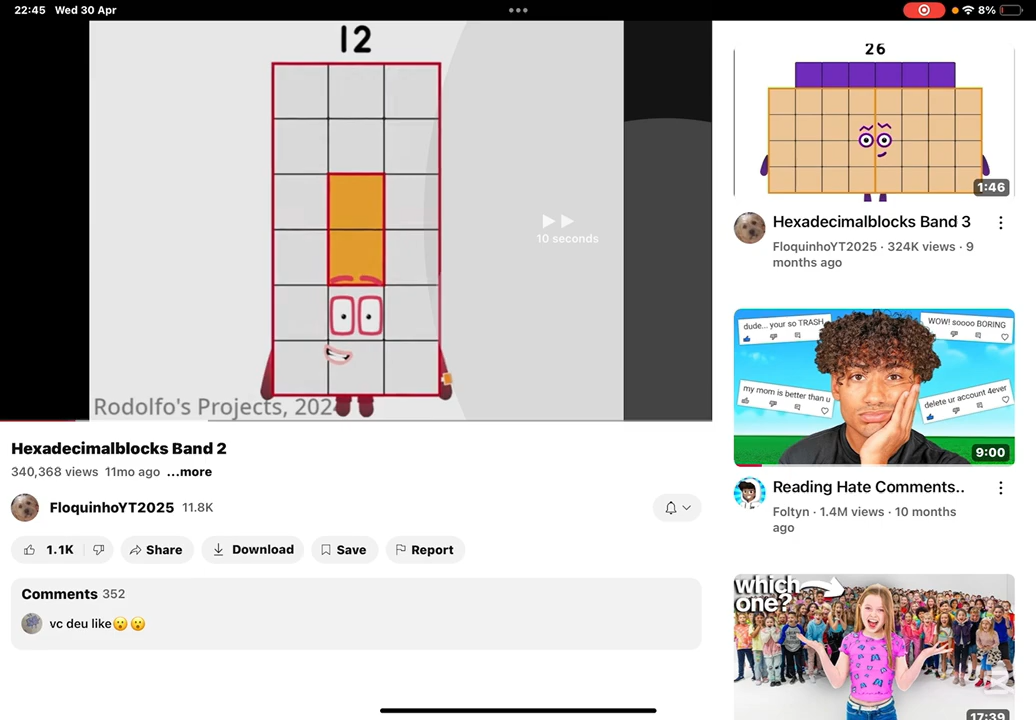 22:45 Wed 30 Apr
8%
12
10 seconds
Rodolfo's Projects, 2024
Hexadecimalblocks Band 2
340,368 views 11mo ago ...more
FloquinhoYT2025 11.8K
1.1K
Share
Download
Save
Report
Comments 352
vc deu like😮😮
26
1:46
Hexadecimalblocks Band 3
FloquinhoYT2025 · 324K views · 9
months ago
dude... your so TRASH
WOW! soooo BORING
my mom is better than u
delete ur account 4ever
9:00
Reading Hate Comments..
Foltyn · 1.4M views · 10 months
ago
which
one?
17:39